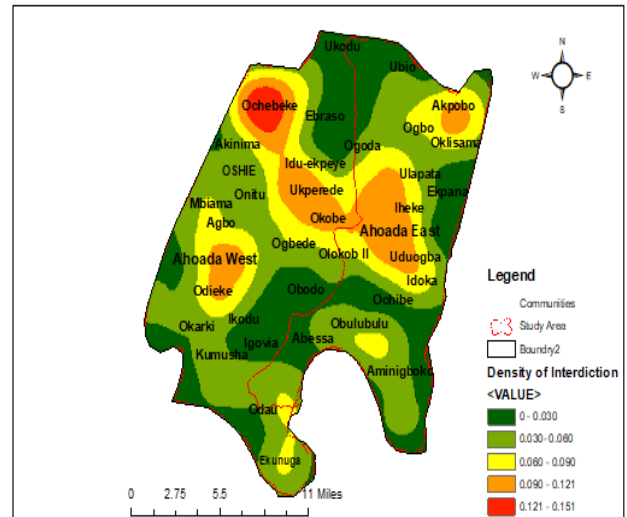 Ukodu
Ubio
N
W
E
S
Ochebeke
Ebraso
Akpobo
Ogbo
Oklisama
Akinima
Ogoda
OSHIE
Idu-ekpeye
Ulapata
Mbiama
Onitu
Ukperede
Iheke
Ekpana
Agbo
Okobe
Ahoada East
Ogbede
Olokob II
Uduogba
Ahoada West
Idoka
Odieke
Obodo
Ochibe
Okarki
Ikodu
Obulubulu
Igovia
Abessa
Kumusha
Aminigboko
Odau
Ekunuga
Legend
Communities
Study Area
Boundry2
Density of Interdiction
<VALUE>
0 - 0.030
0.030-0.060
0.060 - 0.090
0.090 - 0.121
0.121 - 0.151
0 2.75 5.5 11 Miles